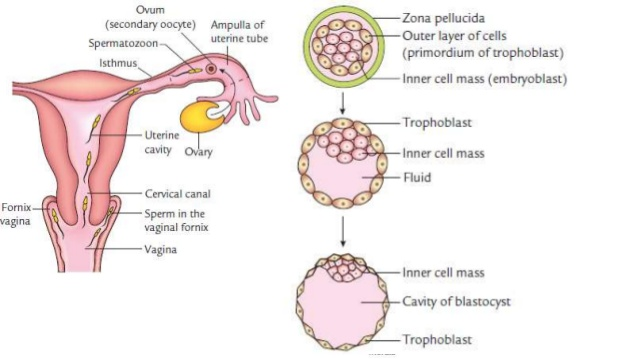 Ovum
(secondary oocyte)
Ampulla of
uterine tube
Spermatozoon
Isthmus
Uterine
cavity
Ovary
Cervical canal
Fornix
vagina
Sperm in the
vaginal fornix
Vagina
Zona pellucida
Outer layer of cells
(primordium of trophoblast)
Inner cell mass (embryoblast)
Trophoblast
Inner cell mass
Fluid
Inner cell mass
Cavity of blastocyst
Trophoblast